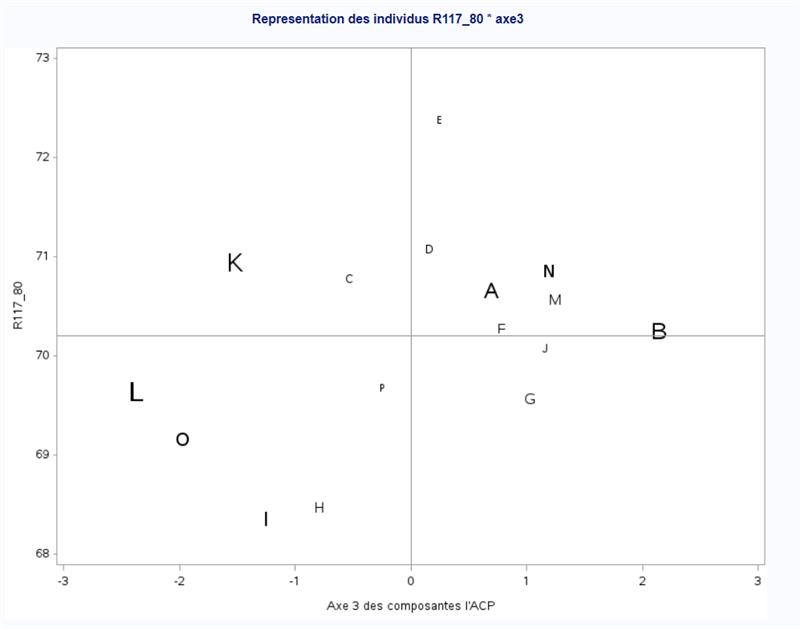 Representation des individus R117_80 * axe3
73
E
72
D
71
K
N
C
A
M
R117_80
F
B
70
J
L
P
G
O
69
H
I
68
-3 -2 -1 0 1 2 3
Axe 3 des composantes l'ACP